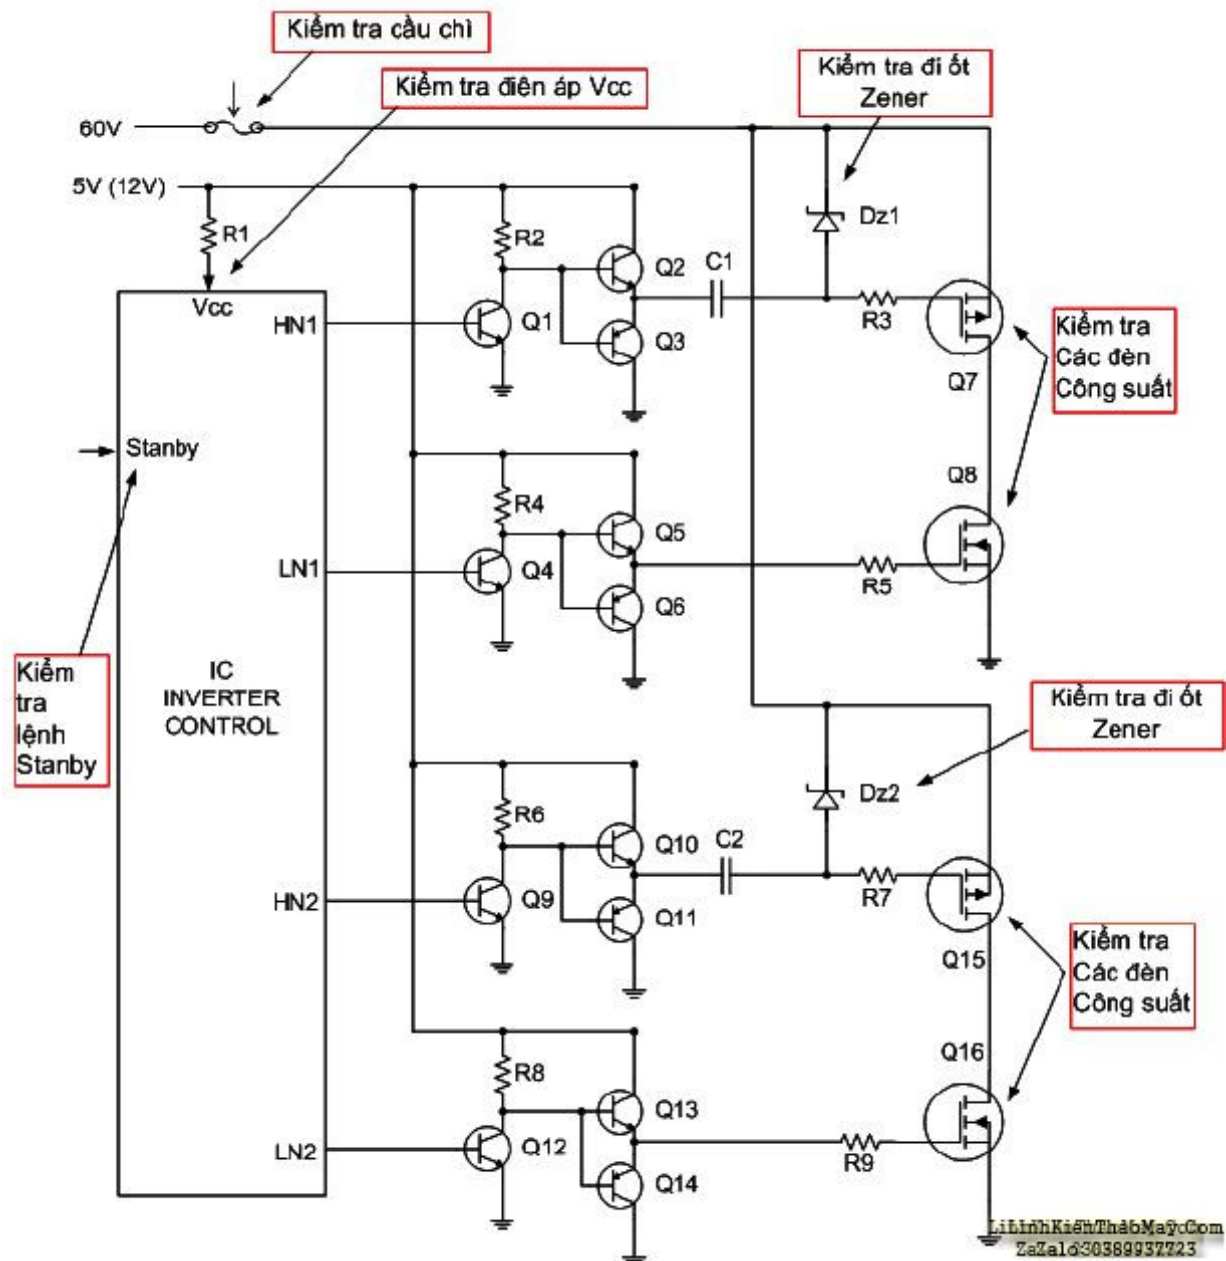 Kiểm tra cầu chì
Kiểm tra điện áp Vcc
Kiểm tra đi ốt
Zener
60V
5V (12V)
R1
Vcc
R2
Q1
Q2
Q3
C1
Dz1
R3
Q7
Kiểm tra
Các đèn
Công suất
HN1
Stanby
R4
Q4
Q5
Q6
R5
Q8
LN1
Kiểm
tra
lệnh
Stanby
IC
INVERTER
CONTROL
Kiểm tra đi ốt
Zener
R6
Q9
Q10
Q11
C2
Dz2
R7
Q15
HN2
Kiểm tra
Các đèn
Công suất
R8
Q12
Q13
Q14
R9
Q16
LN2